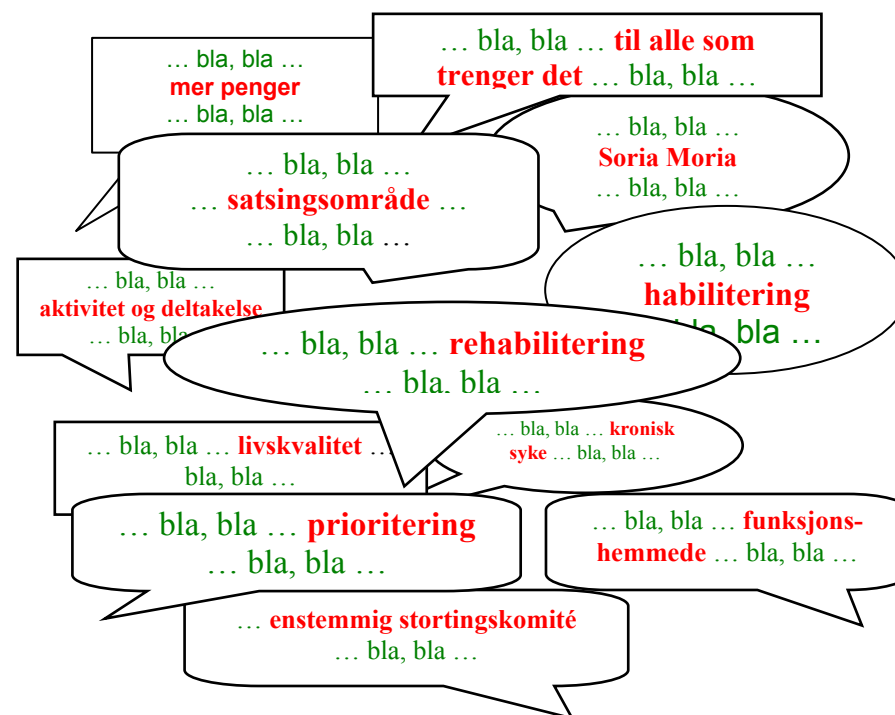 … bla, bla … til alle som
trenger det … bla, bla …
… bla, bla …
mer penger
… bla, bla …
… bla, bla …
Soria Moria
… bla, bla …
… bla, bla …
… satsingsområde …
… bla, bla …
… bla, bla …
habilitering
bla, bla …
… bla, bla …
aktivitet og deltakelse
… bla, bla
… bla, bla … rehabilitering
… bla, bla …
… bla, bla … livskvalitet …
bla, bla …
… bla, bla … kronisk
syke … bla, bla …
… bla, bla … prioritering
… bla, bla …
… bla, bla … funksjons-
hemmede … bla, bla …
… enstemmig stortingskomité
… bla, bla …